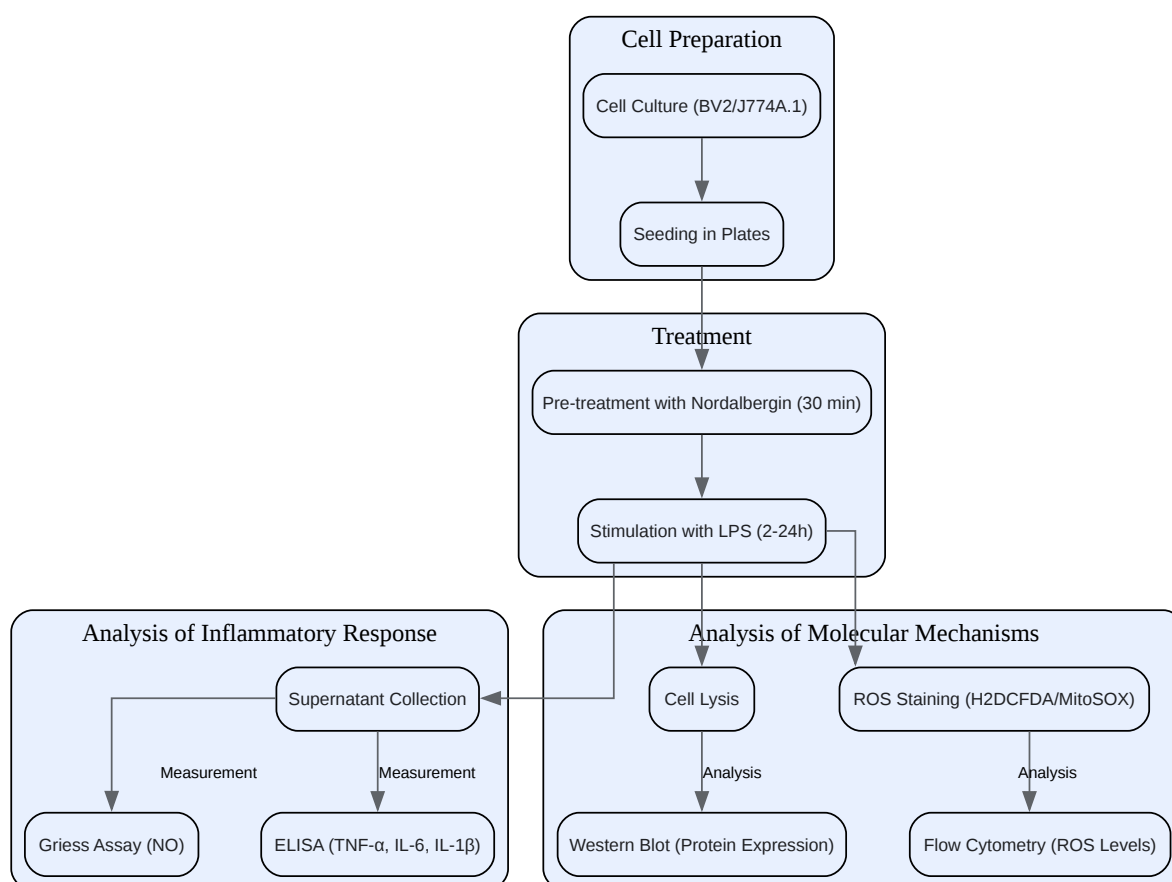 Cell Preparation
Cell Culture (BV2/J774A.1)
Seeding in Plates
Treatment
Pre-treatment with Nordalbergin (30 min)
Stimulation with LPS (2-24h)
Analysis of Inflammatory Response
Analysis of Molecular Mechanisms
Supernatant Collection
Cell Lysis
ROS Staining (H2DCFDA/MitoSOX)
Measurement
Measurement
Analysis
Analysis
Griess Assay (NO)
ELISA (TNF-α, IL-6, IL-1β)
Western Blot (Protein Expression)
Flow Cytometry (ROS Levels)